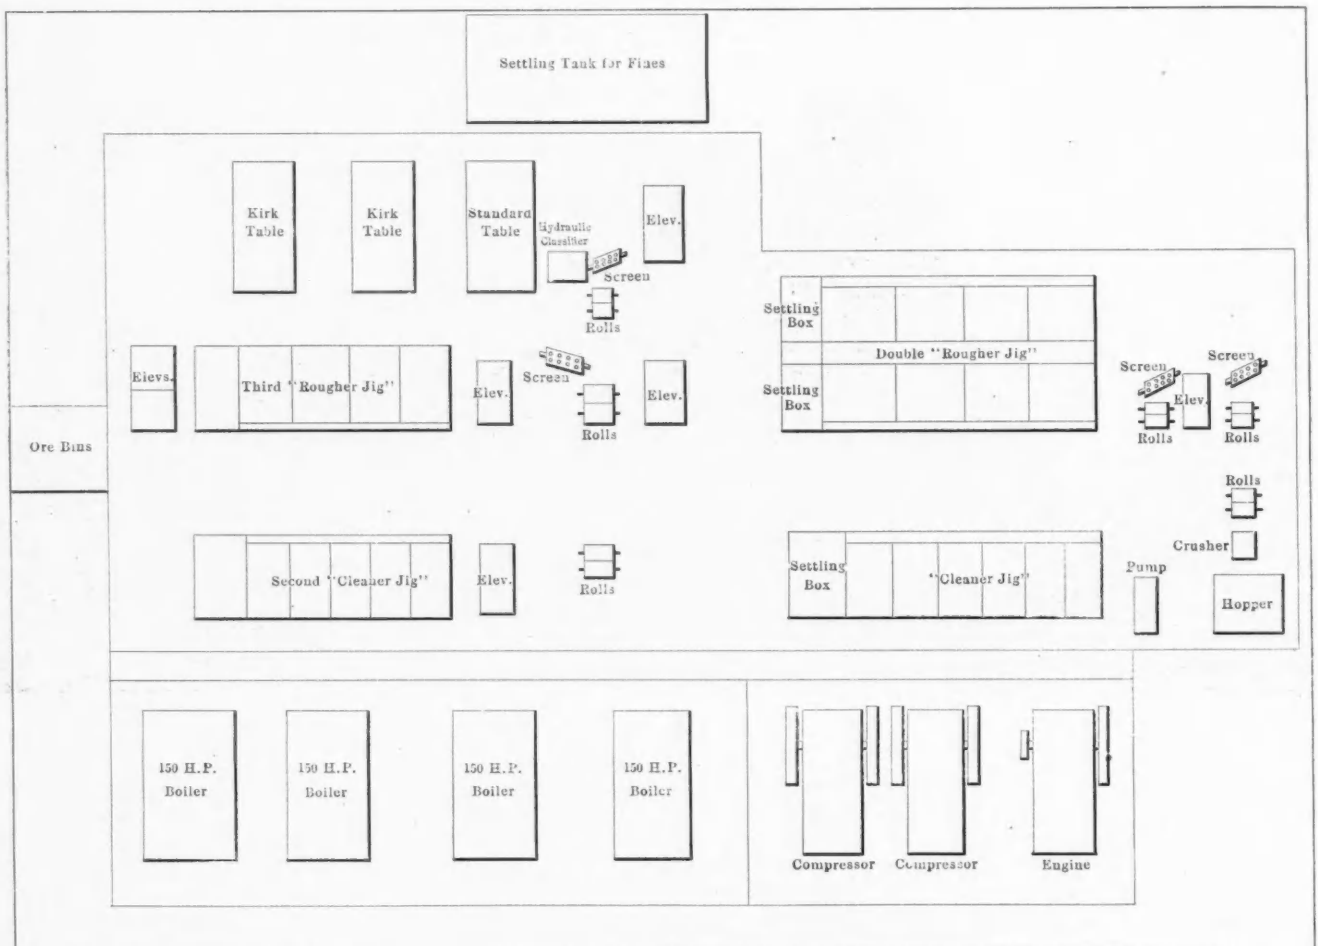 Settling Tank for Fines
Kirk
Table
Kirk
Table
Standard
Table
Hydraulic
Classifier
Elev.
Screen
Rolls
Settling
Box
Double "Rougher Jig"
Settling
Box
Screen
Screen
Elev.
Rolls
Rolls
Elevs.
Third "Rougher Jig"
Elev.
Screen
Rolls
Elev.
Ore Bins
Rolls
Crusher
Second "Cleaner Jig"
Elev.
Rolls
Settling
Box
"Cleaner Jig"
Pump
Hopper
150 H.P.
Boiler
150 H.P.
Boiler
150 H.P.
Boiler
150 H.P.
Boiler
Compressor
Compressor
Engine